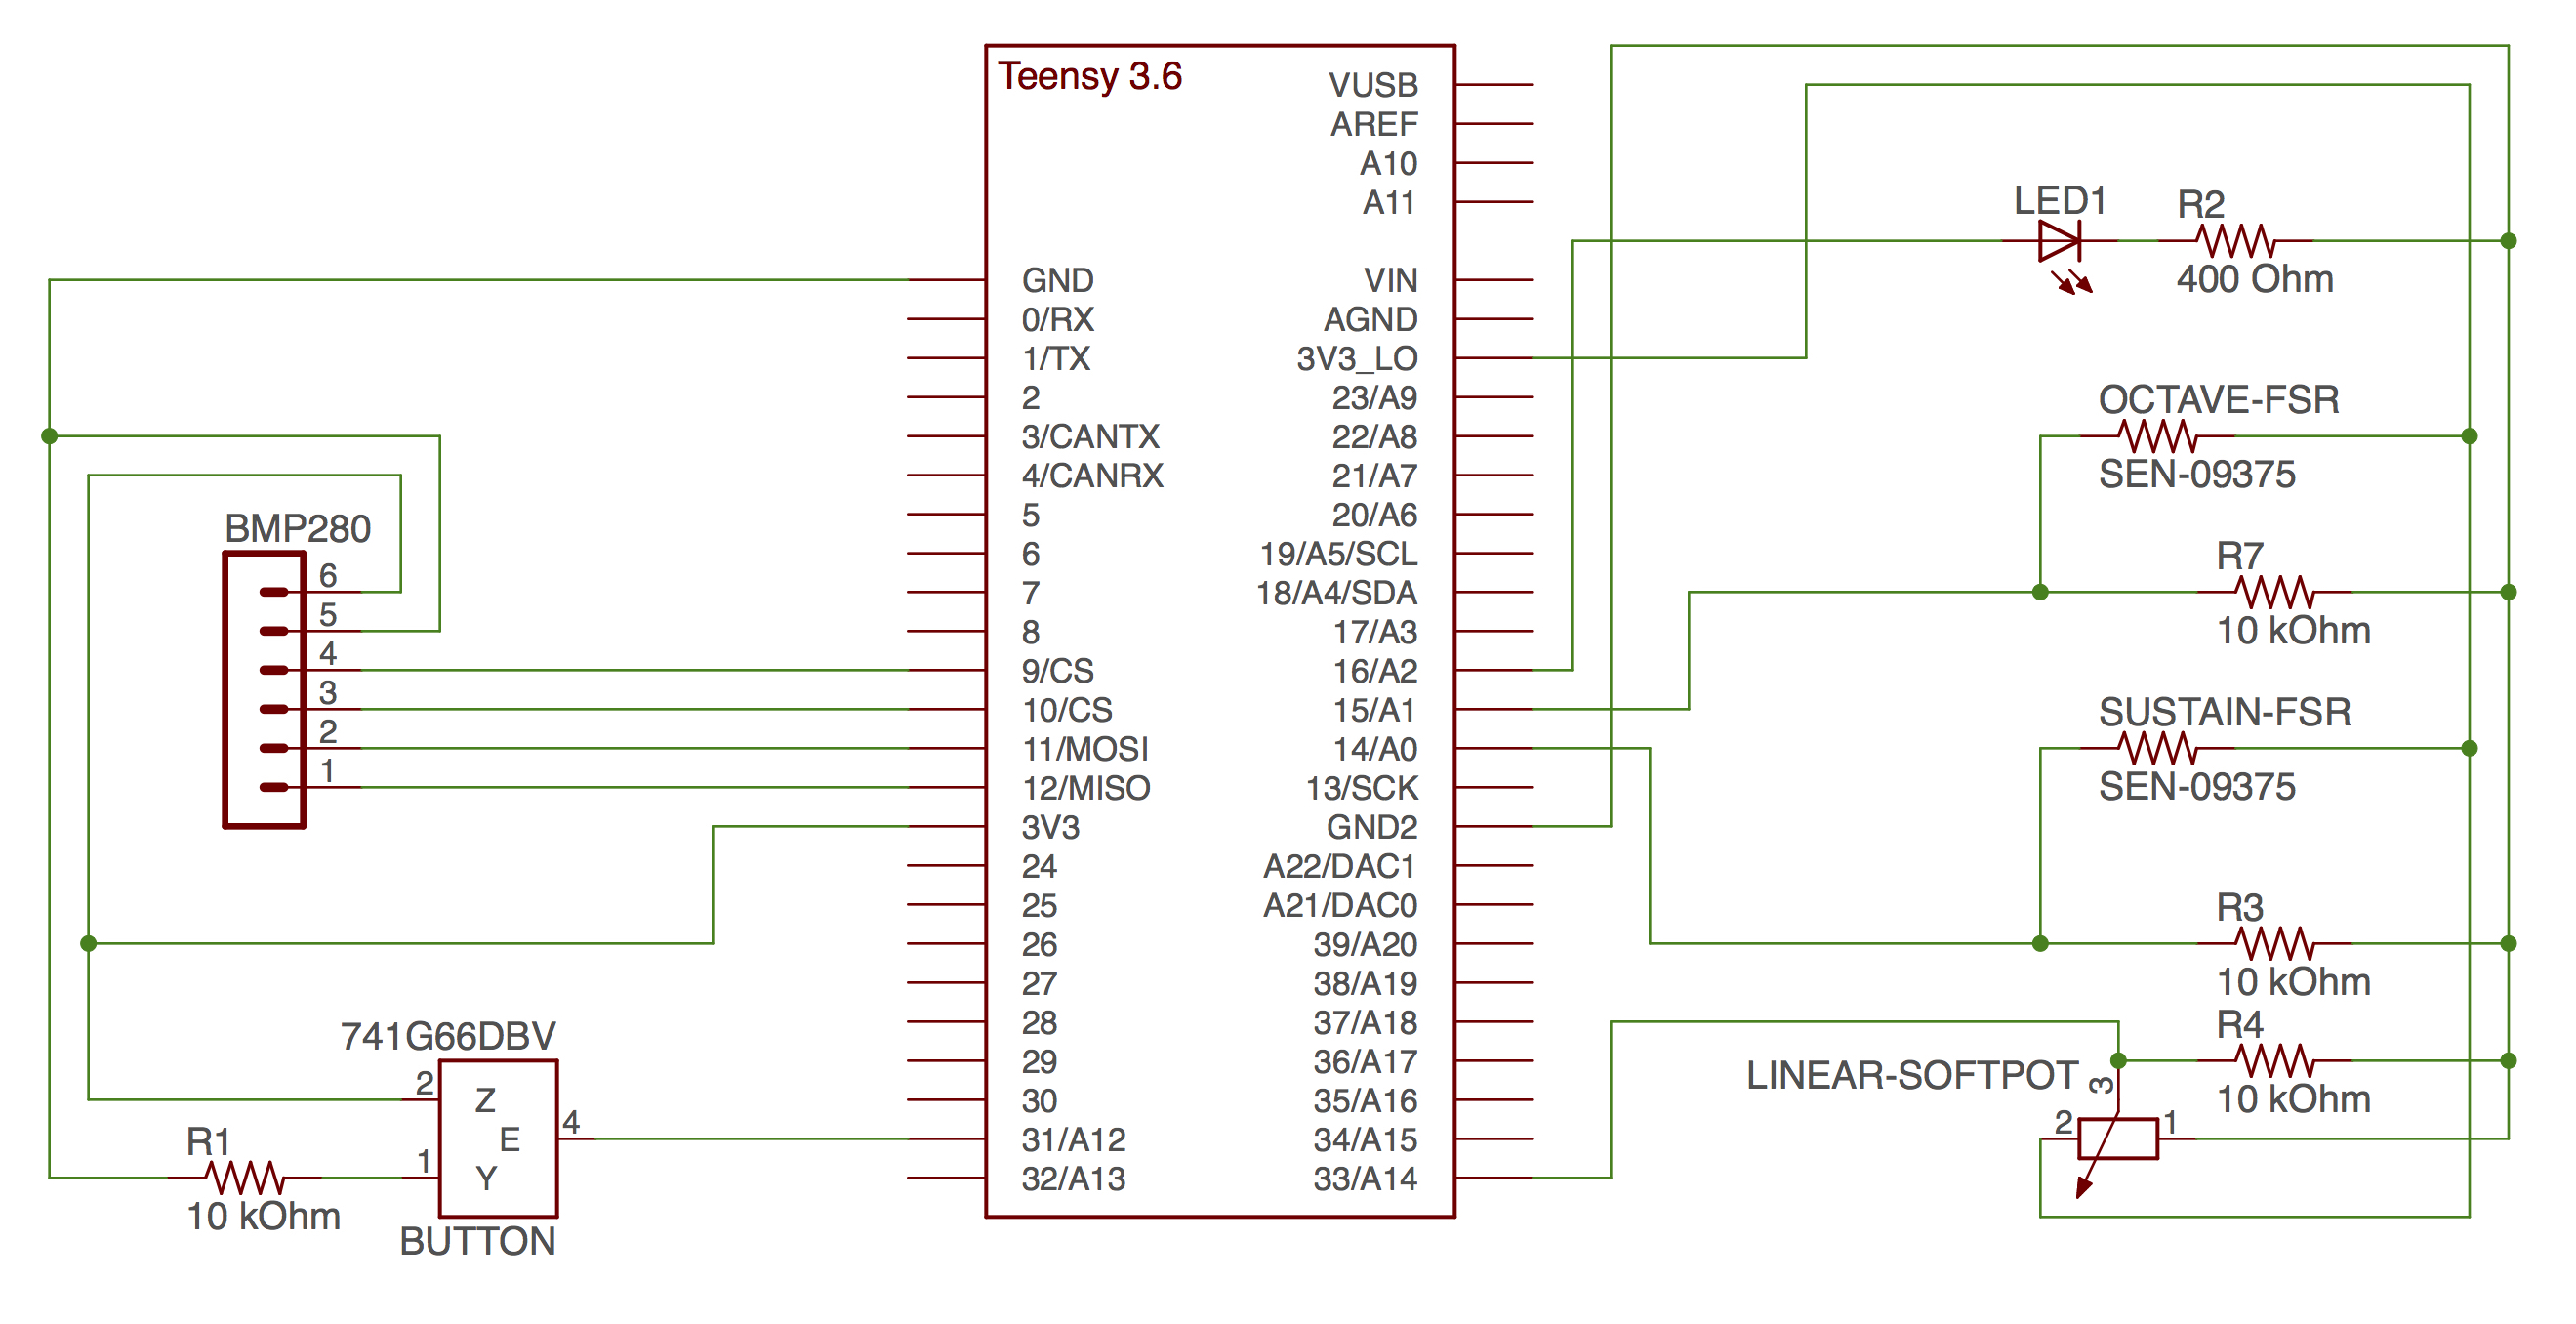 Teensy 3.6
VUSB
AREF
A10
A11
GND
VIN
0/RX
AGND
1/TX
3V3_LO
2
23/A9
3/CANTX
22/A8
4/CANRX
21/A7
5
20/A6
6
19/A5/SCL
7
18/A4/SDA
8
17/A3
9/CS
16/A2
10/CS
15/A1
11/MOSI
14/A0
12/MISO
13/SCK
3V3
GND2
24
A22/DAC1
25
A21/DAC0
26
39/A20
27
38/A19
28
37/A18
29
36/A17
30
35/A16
31/A12
34/A15
32/A13
33/A14
BMP280
6
5
4
3
2
1
741G66DBV
2
Z
E
4
1
Y
BUTTON
R1
10 kOhm
LED1
R2
400 Ohm
OCTAVE-FSR
SEN-09375
R7
10 kOhm
SUSTAIN-FSR
SEN-09375
R3
10 kOhm
R4
10 kOhm
LINEAR-SOFTPOT
3
2
1